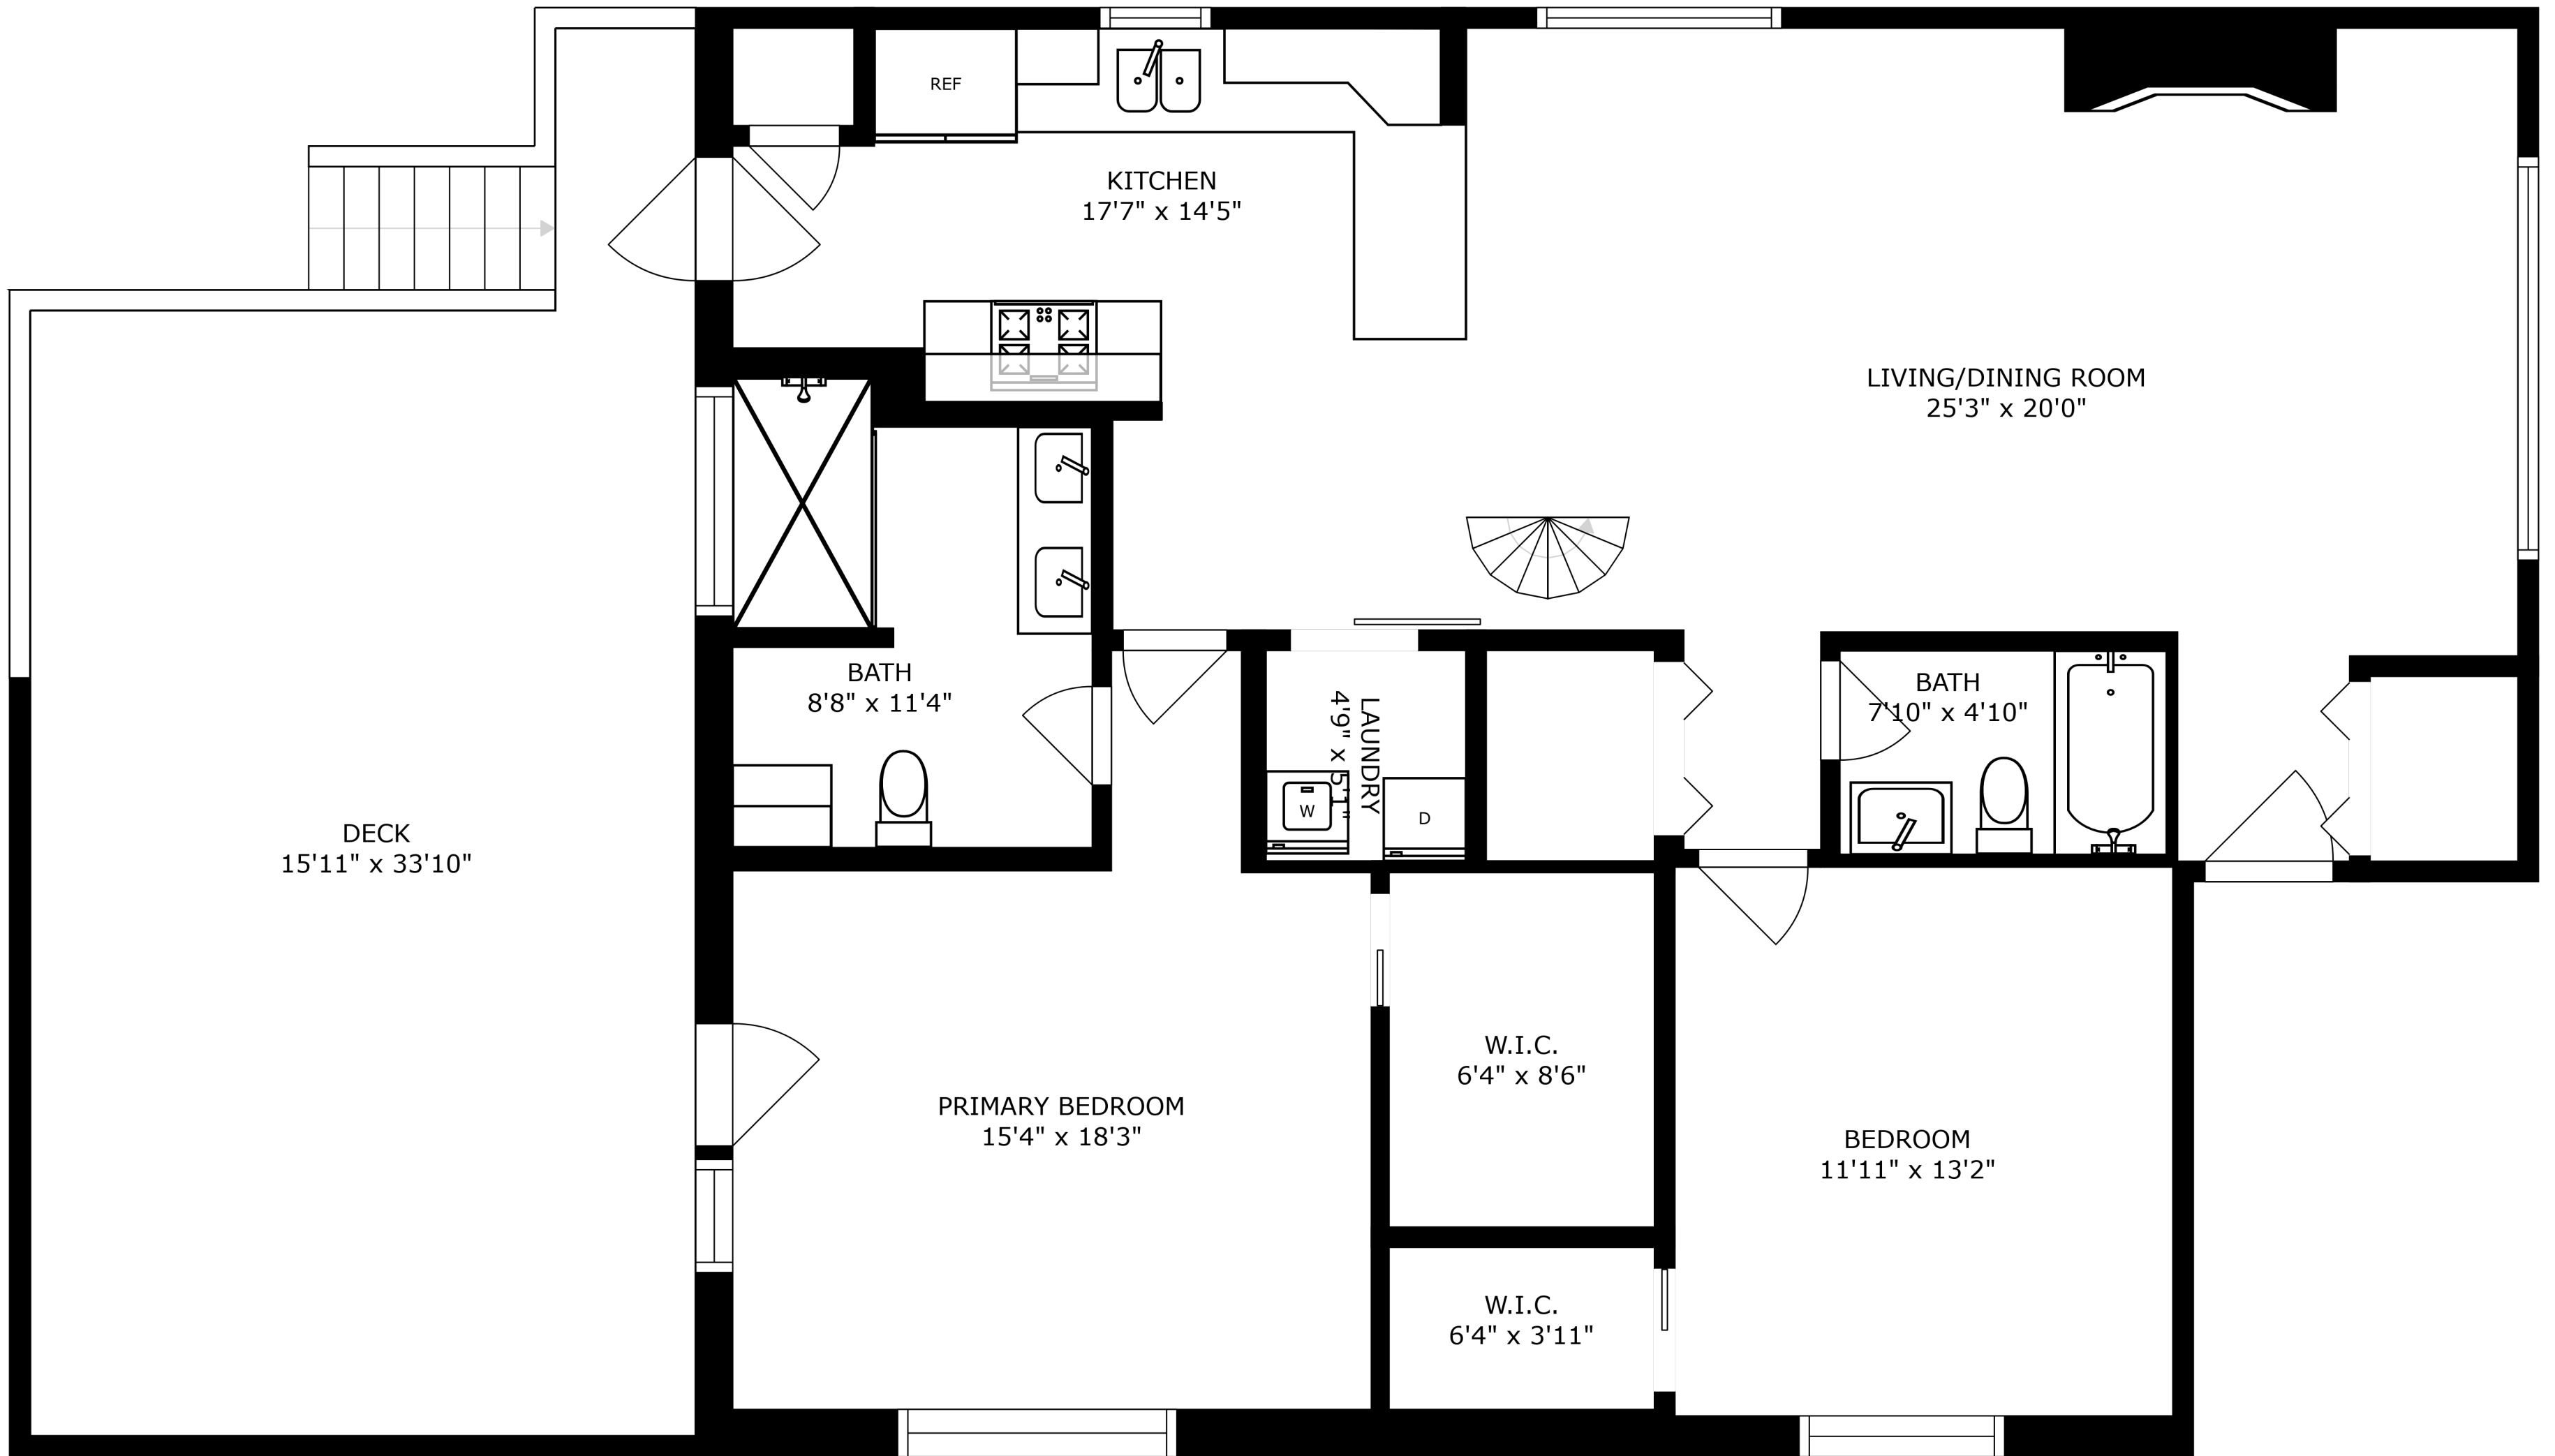 REF
KITCHEN
17'7" x 14'5"
LIVING/DINING ROOM
25'3" x 20'0"
BATH
8'8" x 11'4"
LAUNDRY
4'9" x 5'1"
W
D
BATH
7'10" x 4'10"
DECK
15'11" x 33'10"
PRIMARY BEDROOM
15'4" x 18'3"
W.I.C.
6'4" x 8'6"
BEDROOM
11'11" x 13'2"
W.I.C.
6'4" x 3'11"